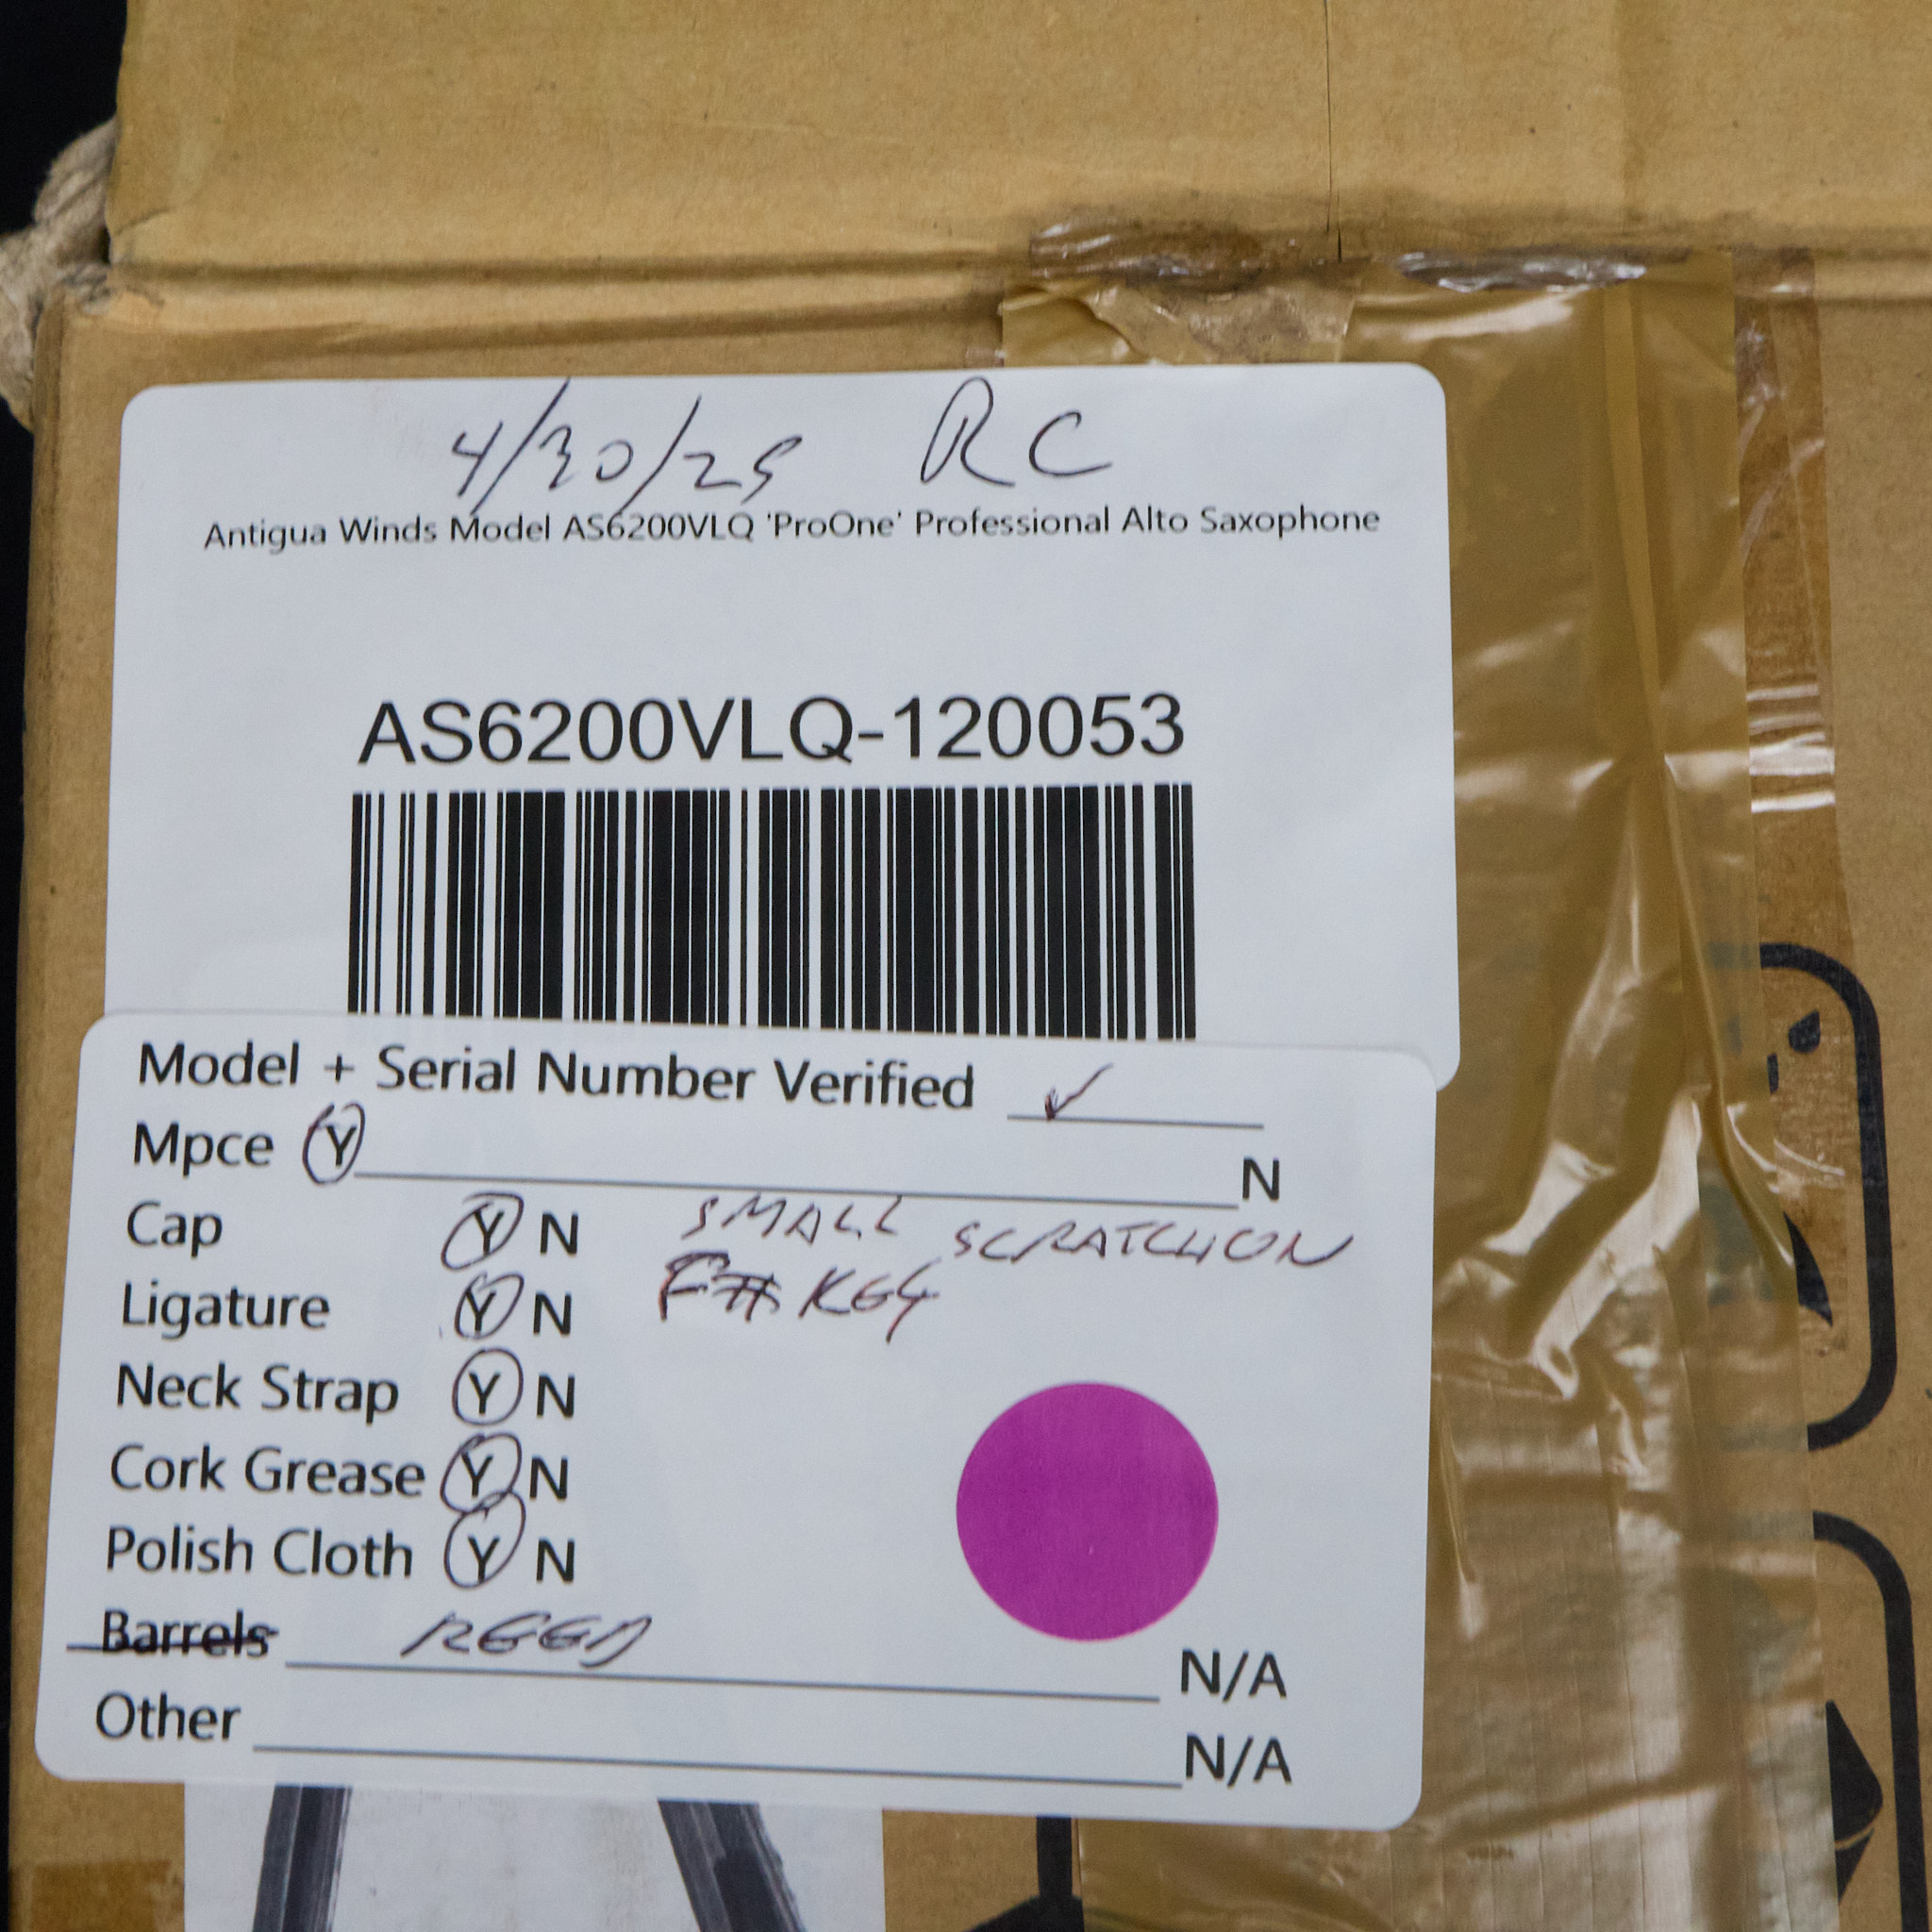 4/30/25 RC
Antigua Winds Model AS6200VLQ 'ProOne' Professional Alto Saxophone
AS6200VLQ-120053
Model + Serial Number Verified ✓
Mpce Y N
Cap Y N SMALL SCRATCH ON
Ligature Y N F# KEY
Neck Strap Y N
Cork Grease Y N
Polish Cloth Y N
Barrels REED N/A
Other N/A